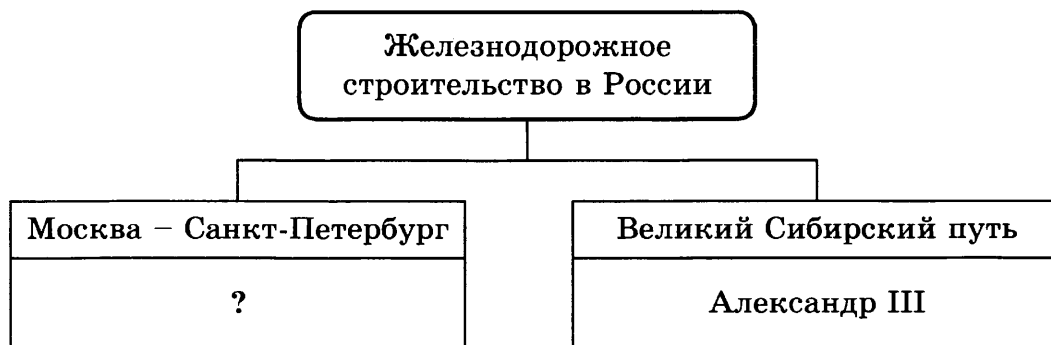 Железнодорожное
строительство в России
Москва – Санкт-Петербург
Великий Сибирский путь
?
Александр III